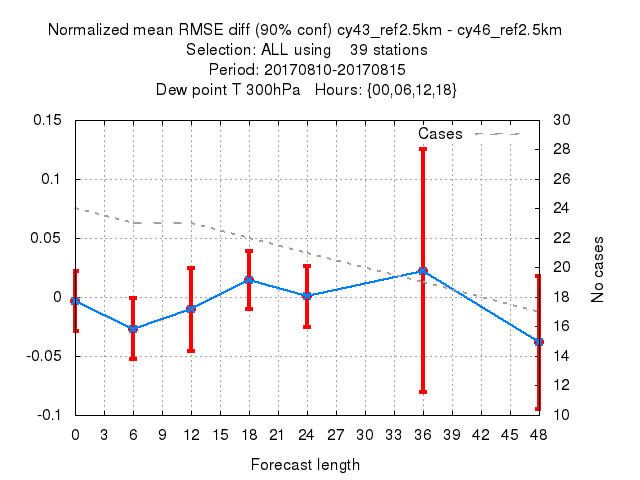 Normalized mean RMSE diff (90% conf) cy43_ref2.5km - cy46_ref2.5km
Selection: ALL using 39 stations
Period: 20170810-20170815
Dew point T 300hPa Hours: {00,06,12,18}
Cases
0.15
0.1
0.05
0
-0.05
-0.1
30
28
26
24
22
20
18
16
14
12
10
No cases
0 3 6 9 12 15 18 21 24 27 30 33 36 39 42 45 48
Forecast length